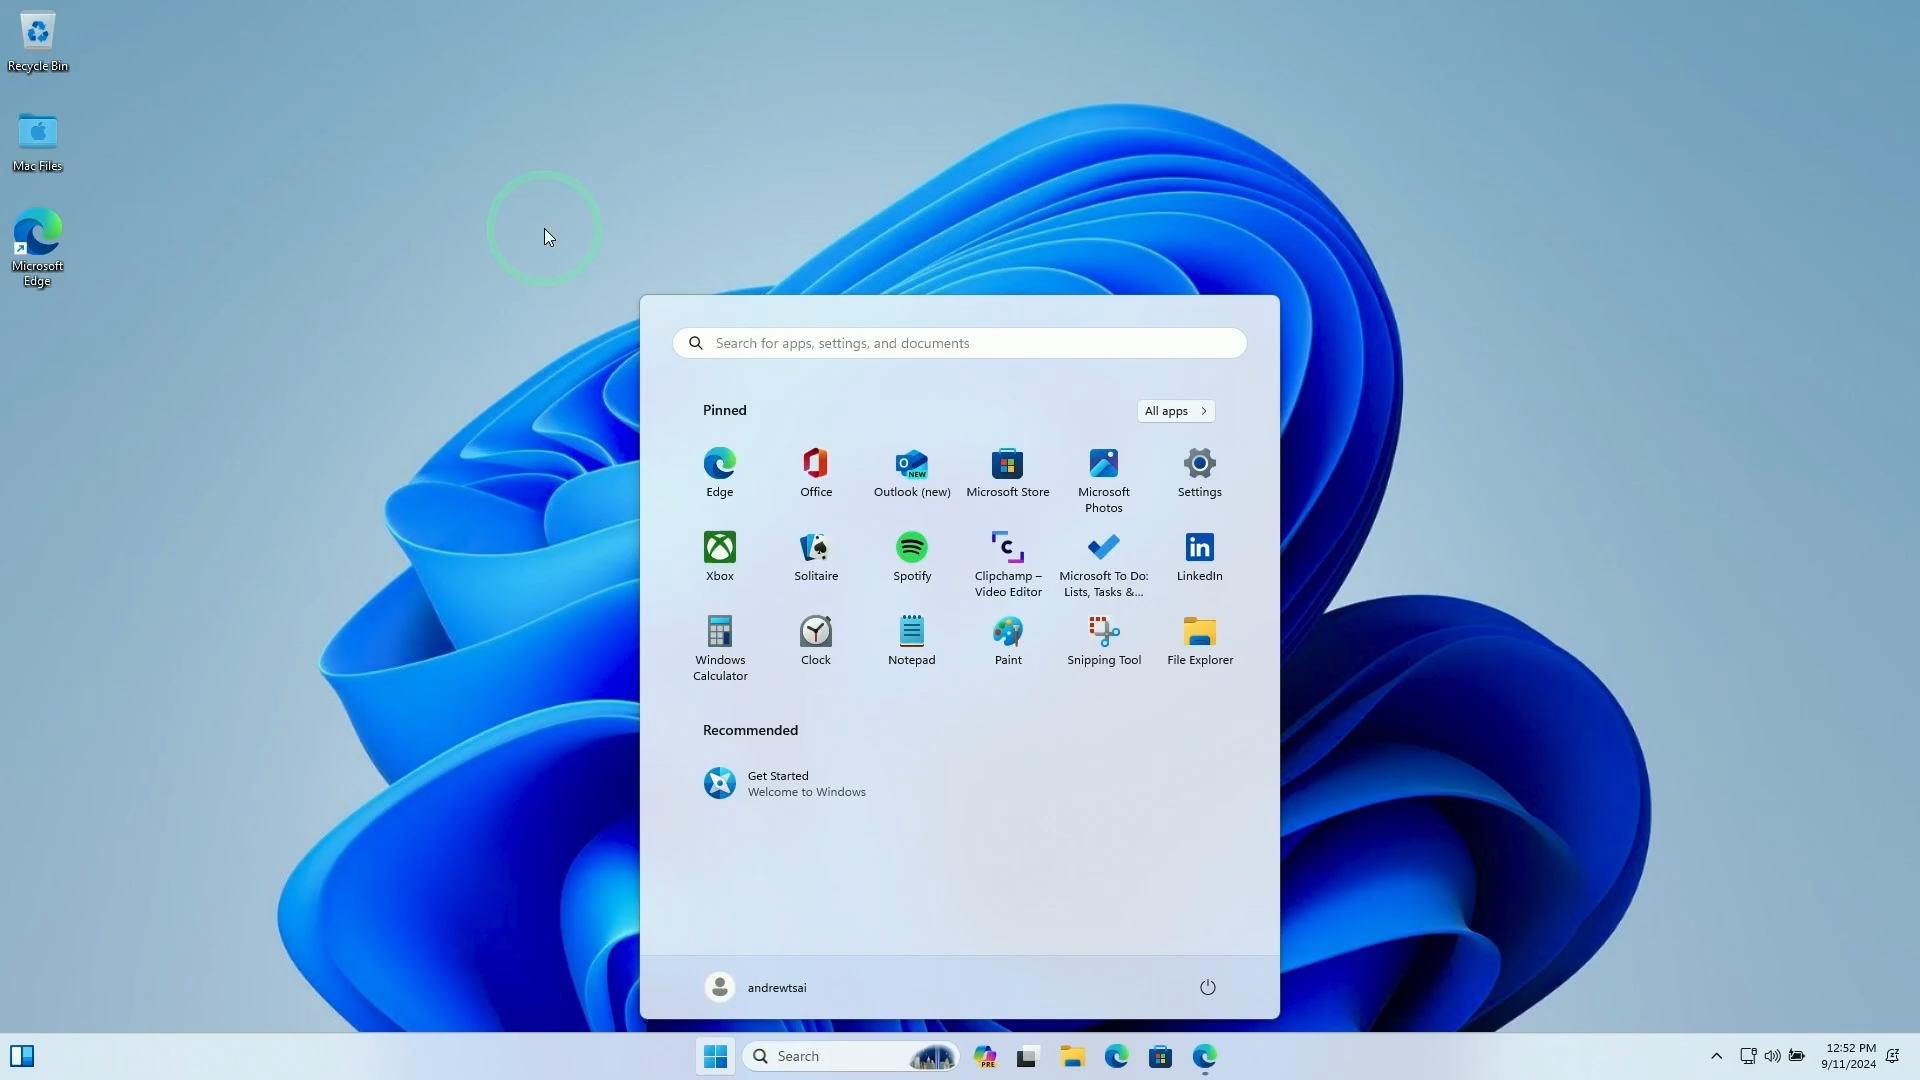 Recycle Bin
Mac Files
Microsoft
Edge
Search for apps, settings, and documents
Pinned
All apps
Edge
Office
NEW
Outlook (new)
Microsoft Store
Microsoft
Photos
Settings
Xbox
Solitaire
Spotify
Clipchamp –
Video Editor
Microsoft To Do:
Lists, Tasks &...
in
LinkedIn
Windows
Calculator
Clock
Notepad
Paint
Snipping Tool
File Explorer
Recommended
Get Started
Welcome to Windows
andrewtsai
Search
PRE
12:52 PM
9/11/2024